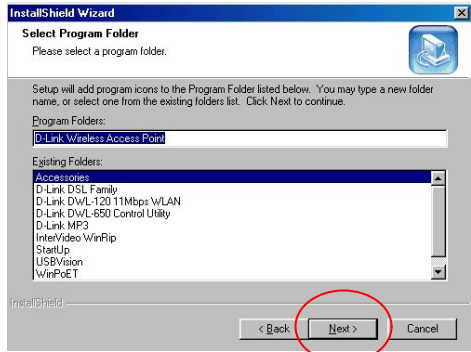 InstallShield Wizard
Select Program Folder
Please select a program folder.
Setup will add program icons to the Program Folder listed below. You may type a new folder
name, or select one from the existing folders list. Click Next to continue.
Program Folders:
D-Link Wireless Access Point
Existing Folders:
Accessories
D-Link DSL Family
D-Link DWL-120 11Mbps WLAN
D-Link DWL-650 Control Utility
D-Link MP3
InterVideo WinRip
StartUp
USBVision
WinPoET
InstallShield
< Back Next > Cancel